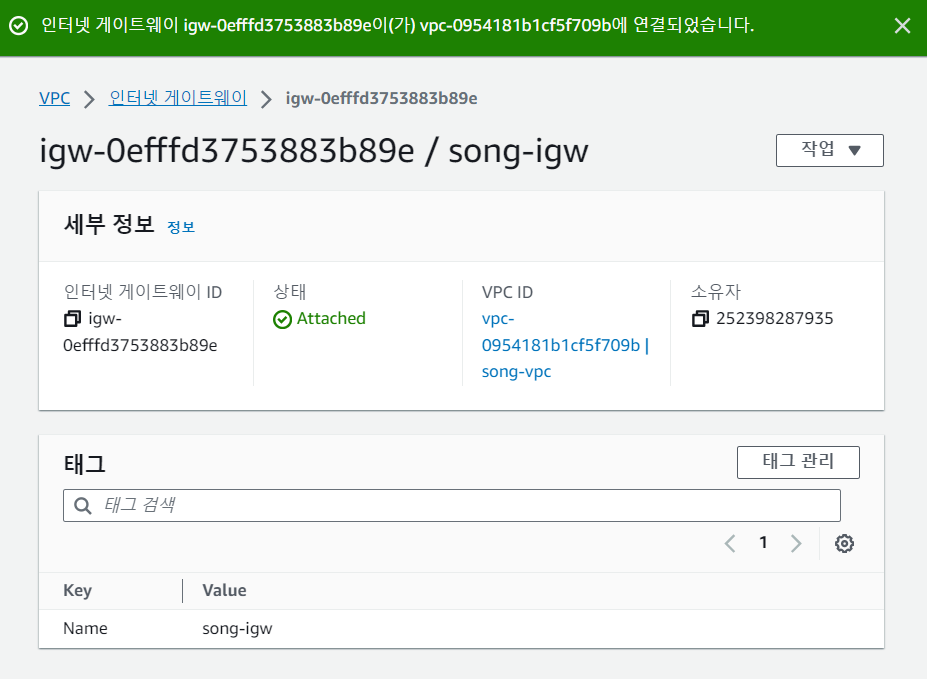 인터넷 게이트웨이 igw-0efffd3753883b89e이(가) vpc-0954181b1cf5f709b에 연결되었습니다.
VPC > 인터넷 게이트웨이 > igw-0efffd3753883b89e
igw-0efffd3753883b89e / song-igw
작업
세부 정보 정보
인터넷 게이트웨이 ID
igw-
0efffd3753883b89e
상태
Attached
VPC ID
vpc-
0954181b1cf5f709b |
song-vpc
소유자
252398287935
태그
태그 관리
태그 검색
1
Key Value
Name song-igw